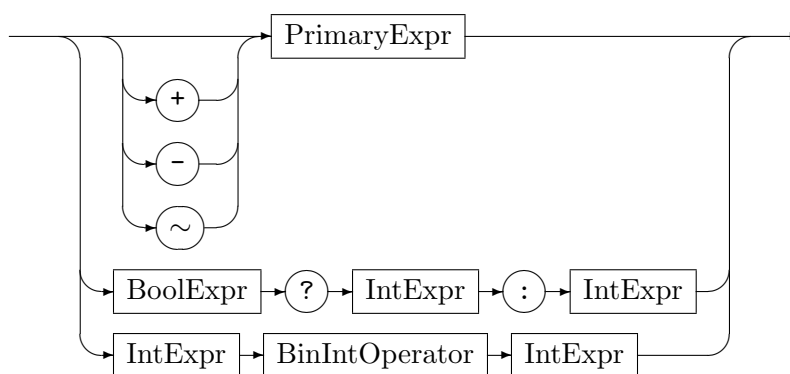 PrimaryExpr
+
-
~
BoolExpr ? IntExpr : IntExpr
IntExpr BinIntOperator IntExpr